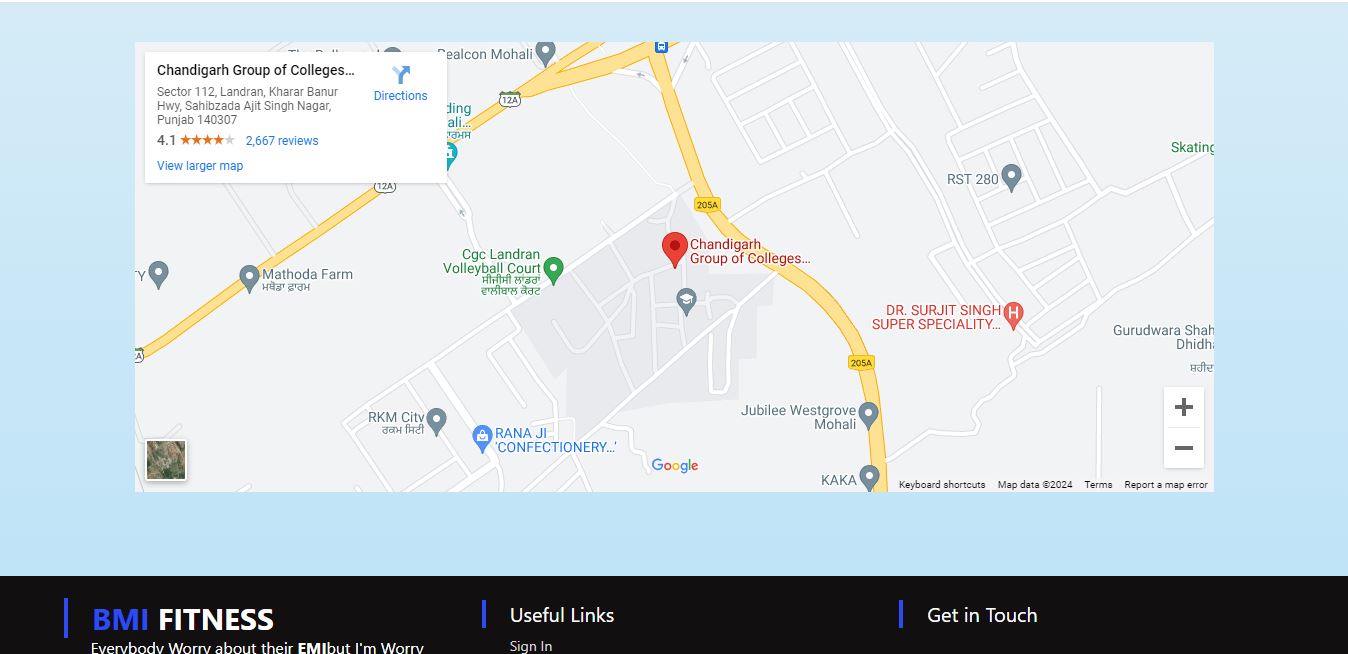 Chandigarh Group of Colleges...
Sector 112, Landran, Kharar Banur
Hwy, Sahibzada Ajit Singh Nagar,
Punjab 140307
4.1
2,667 reviews
View larger map
Directions
Realcon Mohali
12A
12A
205A
Skating
RST 280
Chandigarh
Group of Colleges...
Cgc Landran
Volleyball Court
ਸੀਜੀਸੀ ਲਾਂਡਰਾਂ
ਵਾਲੀਬਾਲ ਕੋਰਟ
Mathoda Farm
ਮਥੋਡਾ ਫ਼ਾਰਮ
DR. SURJIT SINGH
SUPER SPECIALITY...
H
Gurudwara Shah
Dhidha
ਸ਼ਹੀਦ
205A
Jubilee Westgrove
Mohali
RKM City
ਰਕਮ ਸਿਟੀ
RANA JI
'CONFECTIONERY...'
Google
KAKA
+
−
Keyboard shortcuts
Map data ©2024
Terms
Report a map error
BMI FITNESS
Everybody Worry about their EMIbut I'm Worry
Useful Links
Sign In
Get in Touch